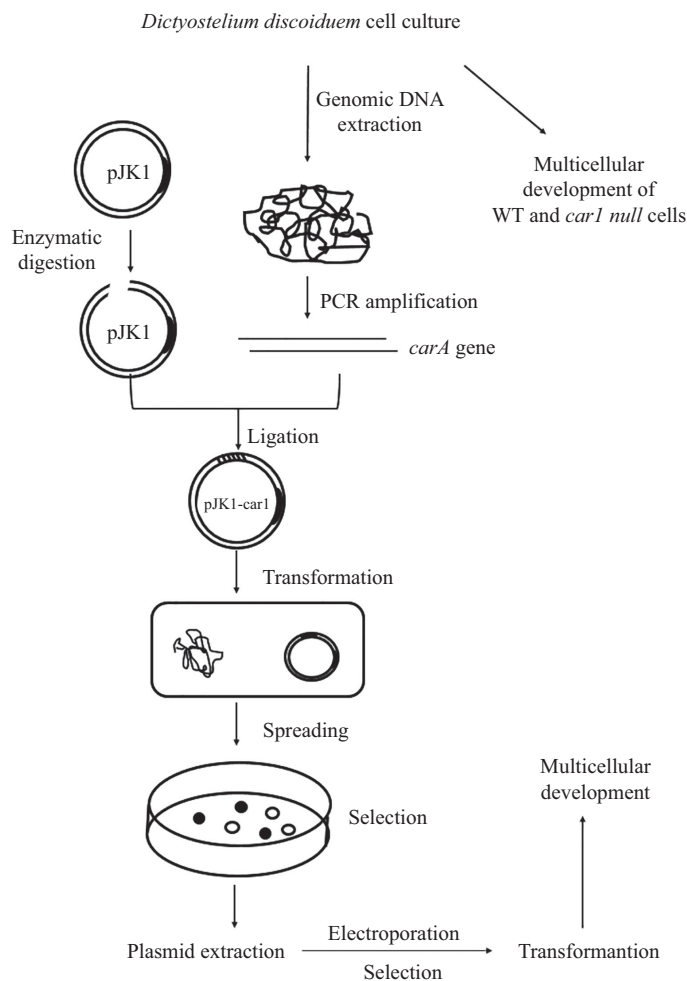 Dictyostelium discoiduem cell culture
Genomic DNA
extraction
pJK1
Multicellular
development of
WT and car1 null cells
Enzymatic
digestion
PCR amplification
pJK1
carA gene
Ligation
pJK1-car1
Transformation
Spreading
Multicellular
development
Selection
Plasmid extraction
Electroporation
Selection
Transformantion